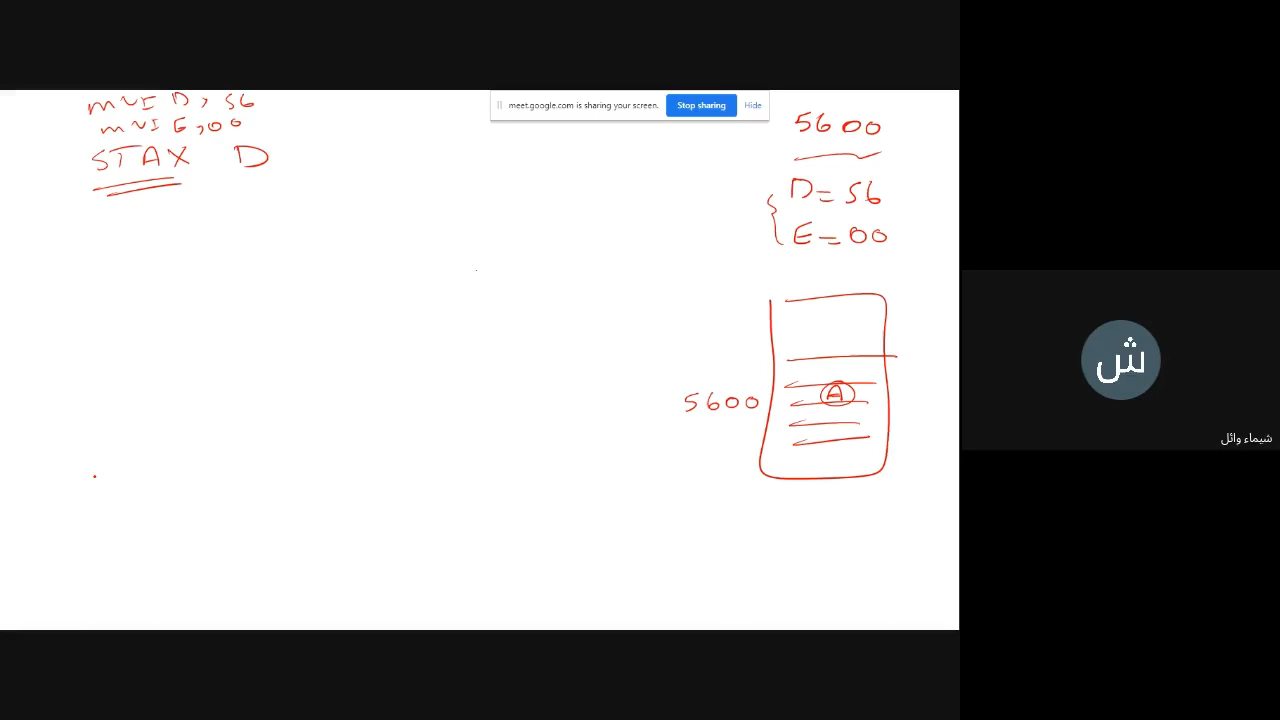 MVI D, 56
MVI E, 00
STAX D
meet.google.com is sharing your screen.
Stop sharing
Hide
5600
D = 56
E = 00
5600
A
ش
شيماء وائل